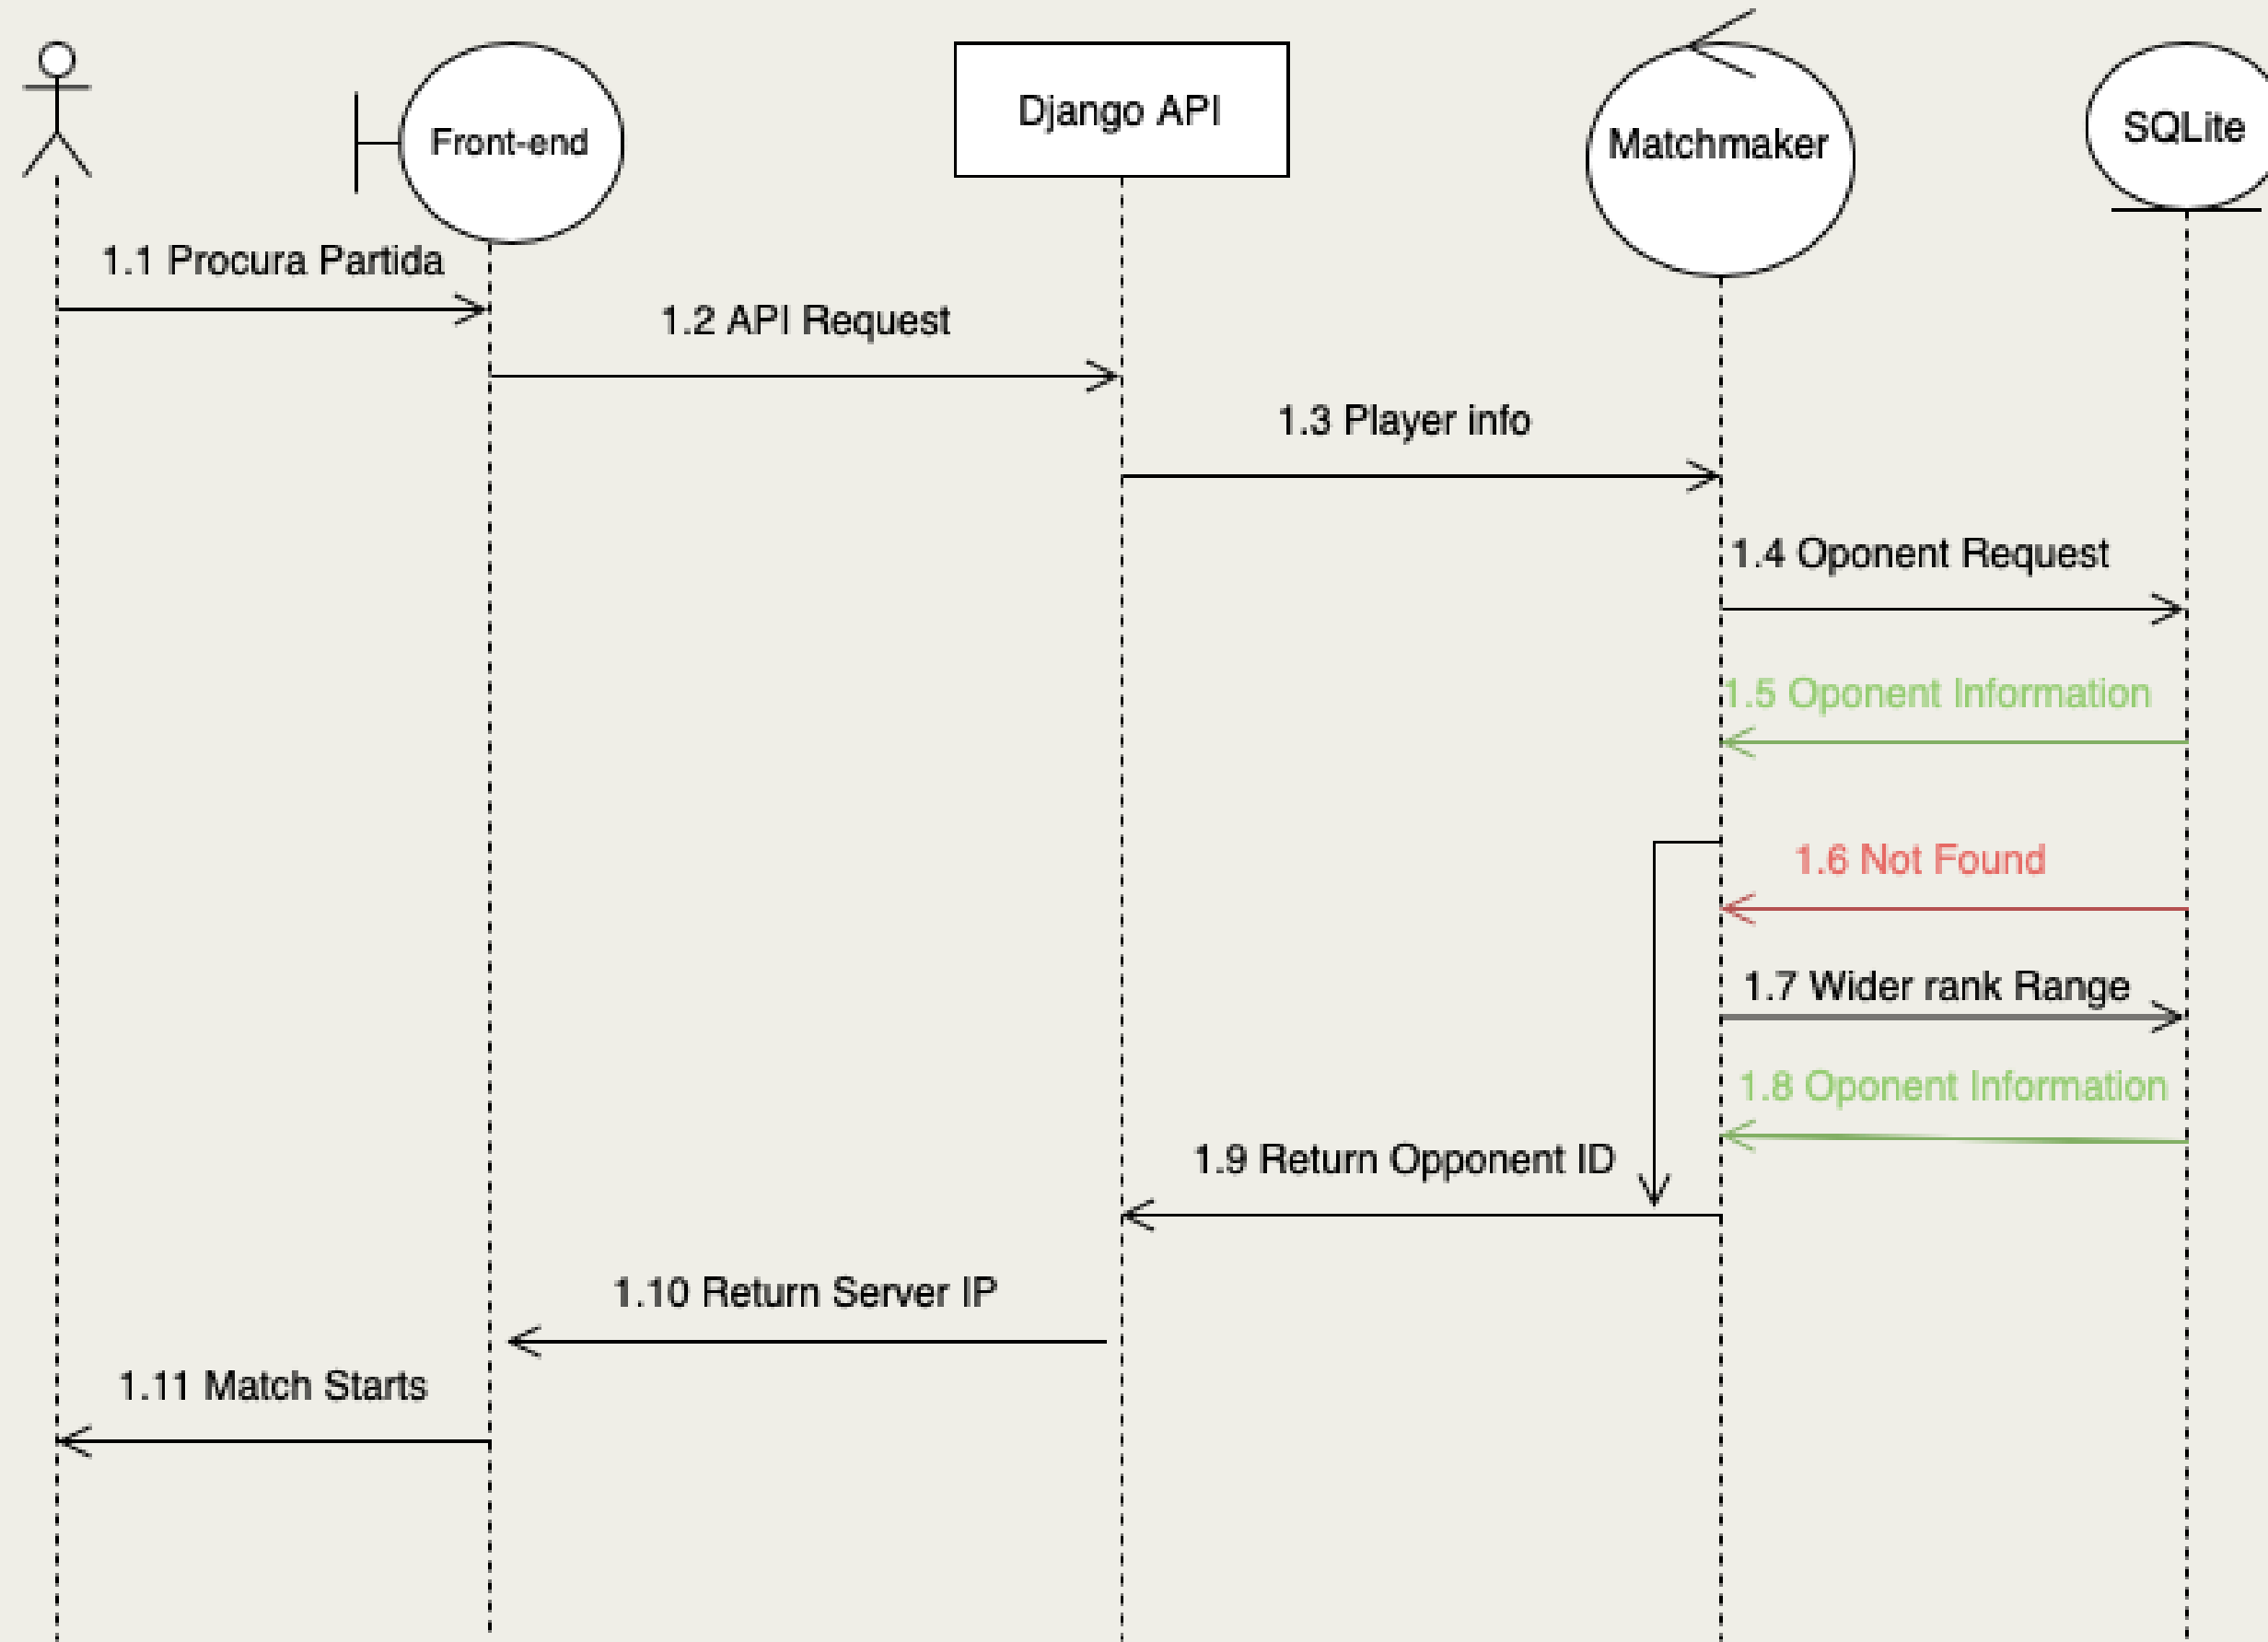 Front-end
Django API
Matchmaker
SQLite
1.1 Procura Partida
1.2 API Request
1.3 Player info
1.4 Oponent Request
1.5 Oponent Information
1.6 Not Found
1.7 Wider rank Range
1.8 Oponent Information
1.9 Return Opponent ID
1.10 Return Server IP
1.11 Match Starts